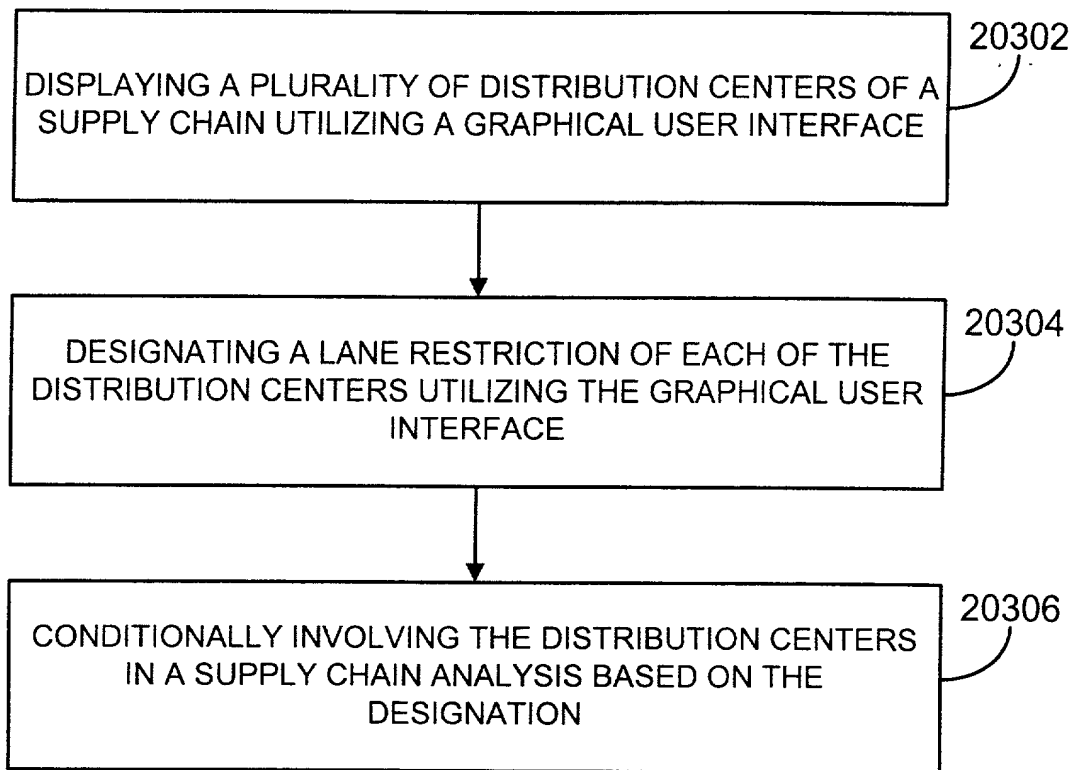 20302
DISPLAYING A PLURALITY OF DISTRIBUTION CENTERS OF A
SUPPLY CHAIN UTILIZING A GRAPHICAL USER INTERFACE
20304
DESIGNATING A LANE RESTRICTION OF EACH OF THE
DISTRIBUTION CENTERS UTILIZING THE GRAPHICAL USER
INTERFACE
20306
CONDITIONALLY INVOLVING THE DISTRIBUTION CENTERS
IN A SUPPLY CHAIN ANALYSIS BASED ON THE
DESIGNATION